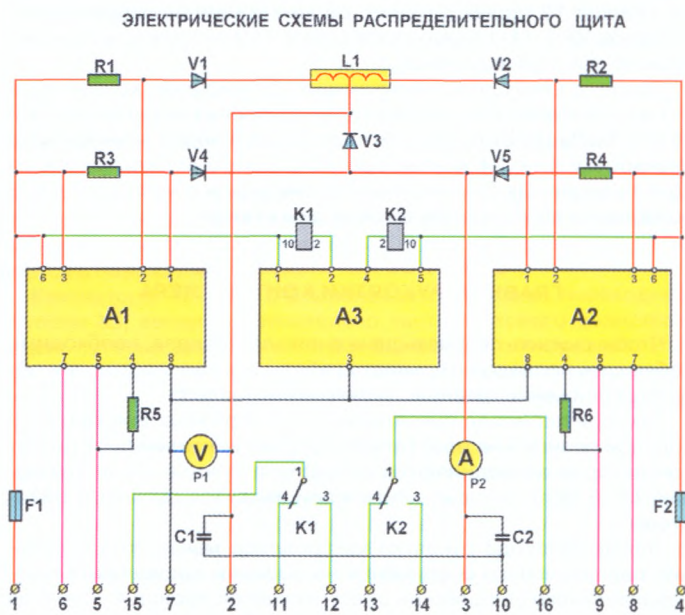 ЭЛЕКТРИЧЕСКИЕ СХЕМЫ РАСПРЕДЕЛИТЕЛЬНОГО ЩИТА
R1 V1 L1 V2 R2
V3
R3 V4 V5 R4
K1 K2
10 2 2 10
6 3 2 1 1 2 4 5 1 2 3 6
A1 A3 A2
7 5 4 8 3 8 4 5 7
R5 R6
V A
P1 P2
1 1
4 3 4 3
F1 K1 K2 F2
C1 C2
1 6 5 15 7 2 11 12 13 14 3 10 16 9 8 4